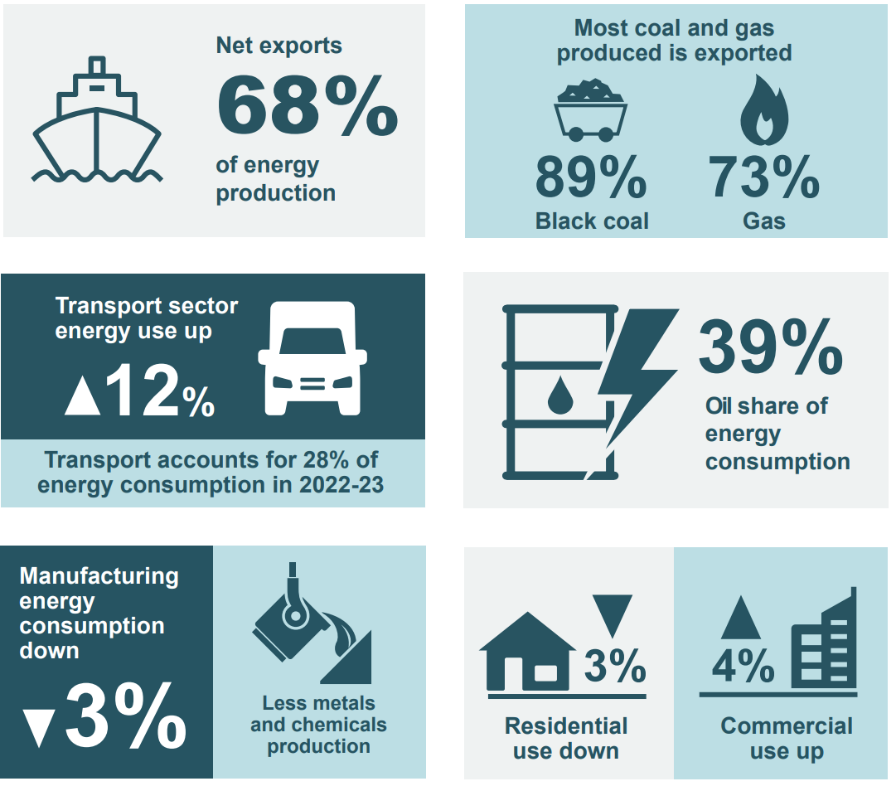 Net exports
68%
of energy
production
Most coal and gas
produced is exported
89%
Black coal
73%
Gas
Transport sector
energy use up
▲12%
Transport accounts for 28% of
energy consumption in 2022-23
39%
Oil share of
energy
consumption
Manufacturing
energy
consumption
down
▼3%
Less metals
and chemicals
production
3%
Residential
use down
4%
Commercial
use up